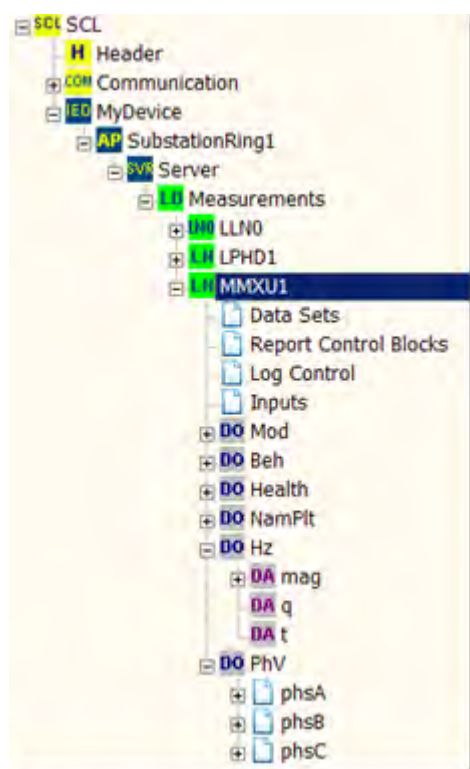 SCL SCL
H Header
COM Communication
IED MyDevice
AP SubstationRing1
SVR Server
LD Measurements
LN0 LLN0
LN LPHD1
LN MMXU1
Data Sets
Report Control Blocks
Log Control
Inputs
DO Mod
DO Beh
DO Health
DO NamPlt
DO Hz
DA mag
DA q
DA t
DO PhV
phsA
phsB
phsC